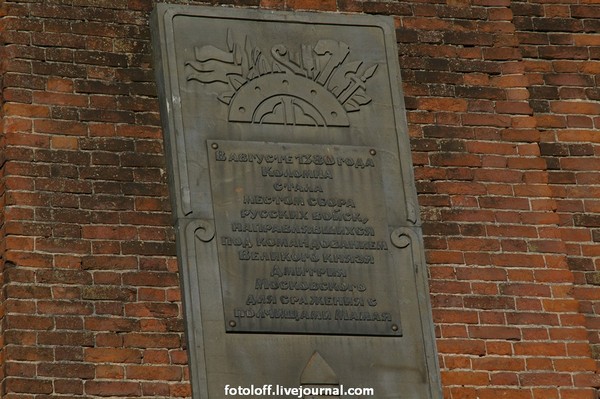 В августе 1380 года
Коломна
стала
местом сбора
русских войск,
направлявшихся
под командованием
Великого князя
Дмитрия
Московского
для сражения с
полчищами Мамая
fotoloff.livejournal.com